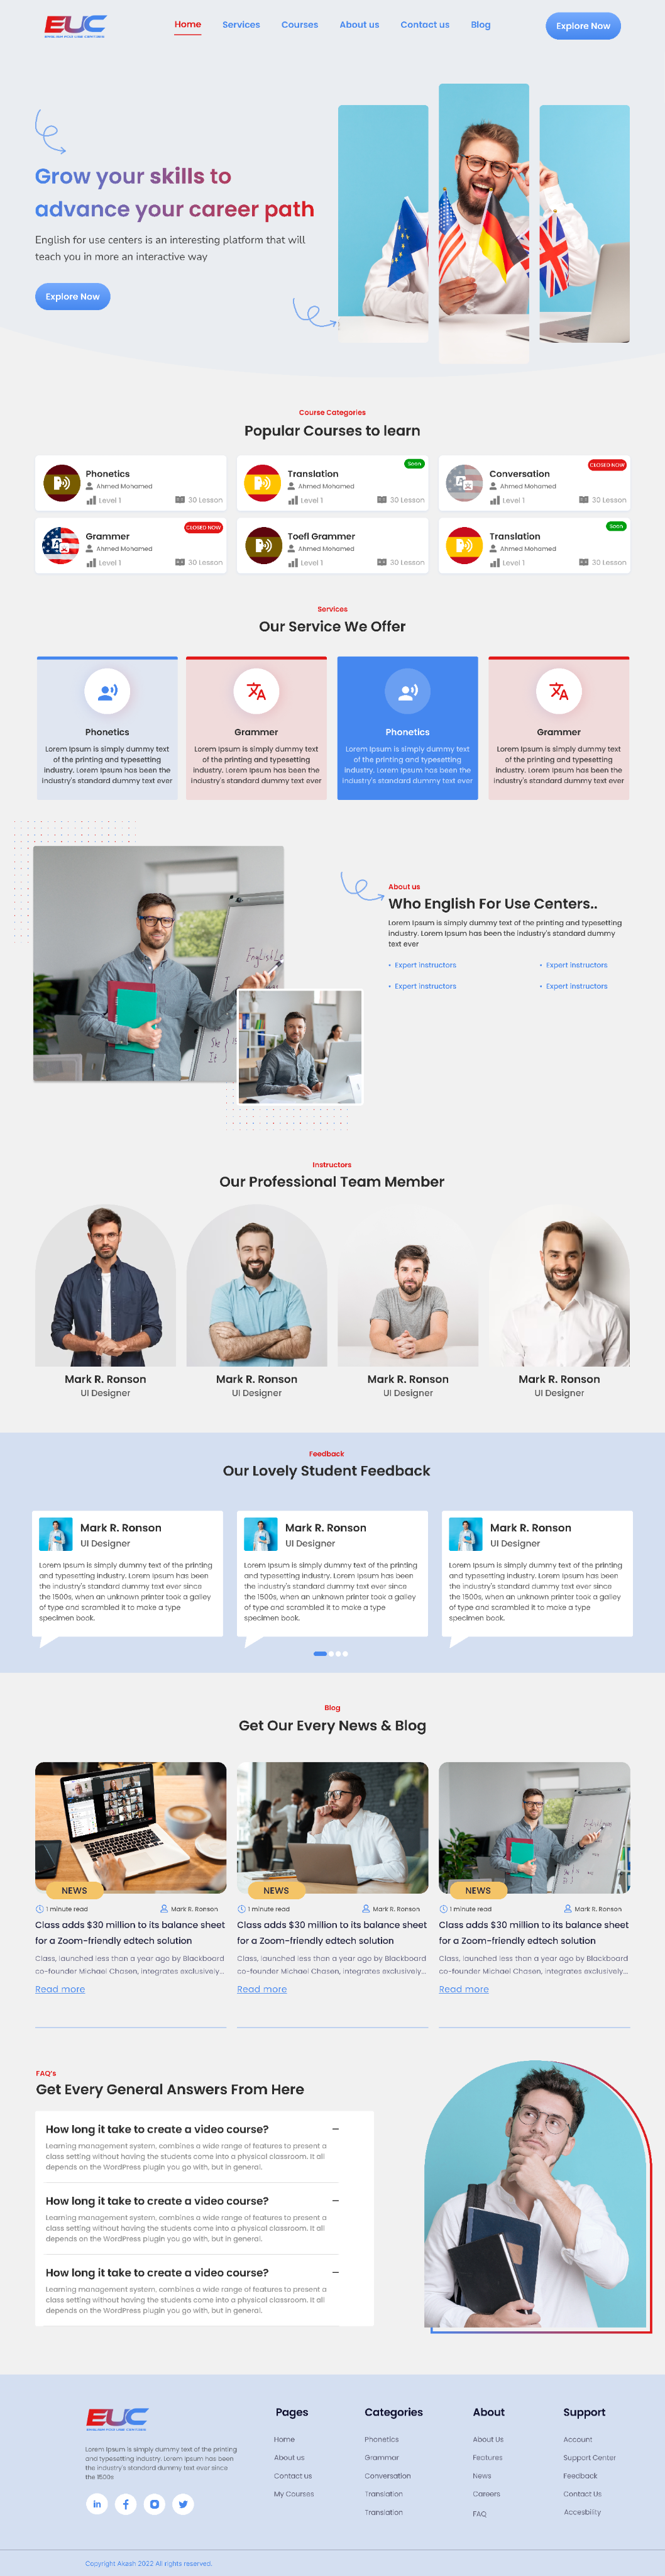 EUC
ENGLISH FOR USE CENTERS
Home
Services
Courses
About us
Contact us
Blog
Explore Now
Grow your skills to
advance your career path
English for use centers is an interesting platform that will
teach you in more an interactive way
Explore Now
Course Categories
Popular Courses to learn
Phonetics
Ahmed Mohamed
Level 1
30 Lesson
Soon
Translation
Ahmed Mohamed
Level 1
30 Lesson
CLOSED NOW
Conversation
Ahmed Mohamed
Level 1
30 Lesson
CLOSED NOW
Grammer
Ahmed Mohamed
Level 1
30 Lesson
Toefl Grammer
Ahmed Mohamed
Level 1
30 Lesson
Soon
Translation
Ahmed Mohamed
Level 1
30 Lesson
Services
Our Service We Offer
Phonetics
Lorem Ipsum is simply dummy text
of the printing and typesetting
industry. Lorem Ipsum has been the
industry's standard dummy text ever
Grammer
Lorem Ipsum is simply dummy text
of the printing and typesetting
industry. Lorem Ipsum has been the
industry's standard dummy text ever
Phonetics
Lorem Ipsum is simply dummy text
of the printing and typesetting
industry. Lorem Ipsum has been the
industry's standard dummy text ever
Grammer
Lorem Ipsum is simply dummy text
of the printing and typesetting
industry. Lorem Ipsum has been the
industry's standard dummy text ever
About us
Who English For Use Centers..
Lorem Ipsum is simply dummy text of the printing and typesetting
industry. Lorem Ipsum has been the industry's standard dummy
text ever
• Expert instructors
• Expert instructors
• Expert instructors
• Expert instructors
Instructors
Our Professional Team Member
Mark R. Ronson
UI Designer
Mark R. Ronson
UI Designer
Mark R. Ronson
UI Designer
Mark R. Ronson
UI Designer
Feedback
Our Lovely Student Feedback
Mark R. Ronson
UI Designer
Lorem Ipsum is simply dummy text of the printing
and typesetting industry. Lorem Ipsum has been
the industry's standard dummy text ever since
the 1500s, when an unknown printer took a galley
of type and scrambled it to make a type
specimen book.
Mark R. Ronson
UI Designer
Lorem Ipsum is simply dummy text of the printing
and typesetting industry. Lorem Ipsum has been
the industry's standard dummy text ever since
the 1500s, when an unknown printer took a galley
of type and scrambled it to make a type
specimen book.
Mark R. Ronson
UI Designer
Lorem Ipsum is simply dummy text of the printing
and typesetting industry. Lorem Ipsum has been
the industry's standard dummy text ever since
the 1500s, when an unknown printer took a galley
of type and scrambled it to make a type
specimen book.
Blog
Get Our Every News & Blog
NEWS
1 minute read
Mark R. Ronson
Class adds $30 million to its balance sheet
for a Zoom-friendly edtech solution
Class, launched less than a year ago by Blackboard
co-founder Michael Chasen, integrates exclusively...
Read more
NEWS
1 minute read
Mark R. Ronson
Class adds $30 million to its balance sheet
for a Zoom-friendly edtech solution
Class, launched less than a year ago by Blackboard
co-founder Michael Chasen, integrates exclusively...
Read more
NEWS
1 minute read
Mark R. Ronson
Class adds $30 million to its balance sheet
for a Zoom-friendly edtech solution
Class, launched less than a year ago by Blackboard
co-founder Michael Chasen, integrates exclusively...
Read more
FAQ's
Get Every General Answers From Here
How long it take to create a video course?
Learning management system, combines a wide range of features to present a
class setting without having the students come into a physical classroom. It all
depends on the WordPress plugin you go with, but in general.
How long it take to create a video course?
Learning management system, combines a wide range of features to present a
class setting without having the students come into a physical classroom. It all
depends on the WordPress plugin you go with, but in general.
How long it take to create a video course?
Learning management system, combines a wide range of features to present a
class setting without having the students come into a physical classroom. It all
depends on the WordPress plugin you go with, but in general.
EUC
ENGLISH FOR USE CENTERS
Lorem Ipsum is simply dummy text of the printing
and typesetting industry. Lorem Ipsum has been
the industry's standard dummy text ever since
the 1500s
Pages
Home
About us
Contact us
My Courses
Categories
Phonetics
Grammar
Conversation
Translation
Translation
About
About Us
Features
News
Careers
FAQ
Support
Account
Support Center
Feedback
Contact Us
Accesbility
Copyright Akash 2022 All rights reserved.